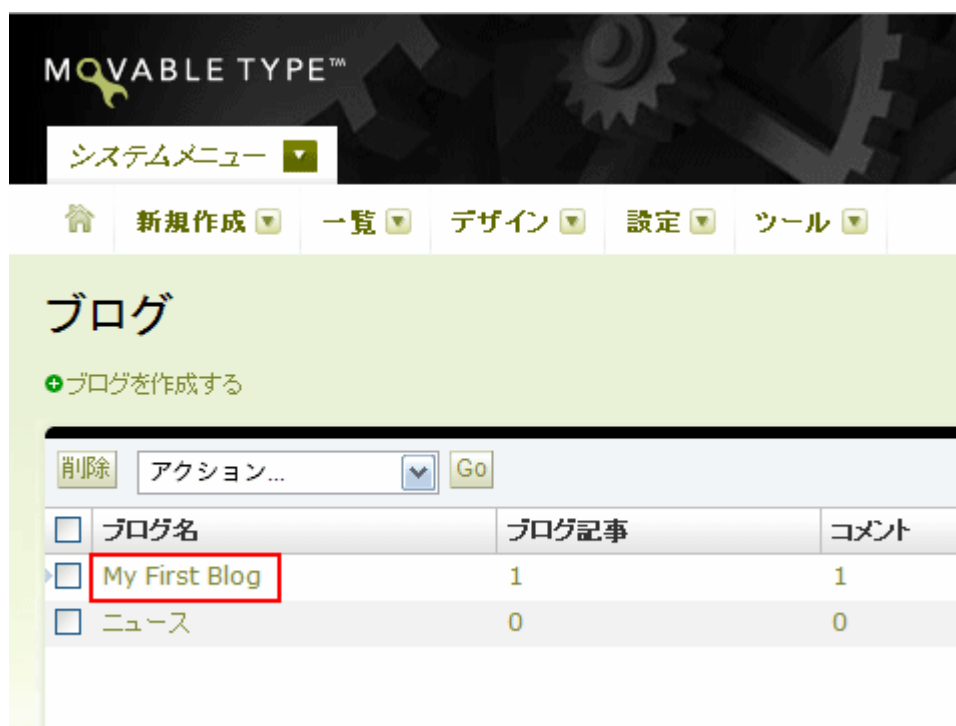 MOVABLE TYPE™
システムメニュー
新規作成 一覧 デザイン 設定 ツール
ブログ
ブログを作成する
削除 アクション... Go
ブログ名 ブログ記事 コメント
My First Blog 1 1
ニュース 0 0